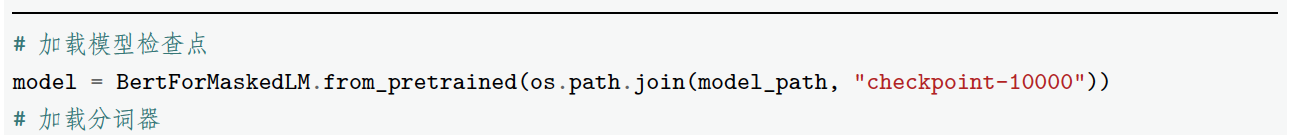 # 加载模型检查点
model = BertForMaskedLM.from_pretrained(os.path.join(model_path, "checkpoint-10000"))
# 加载分词器